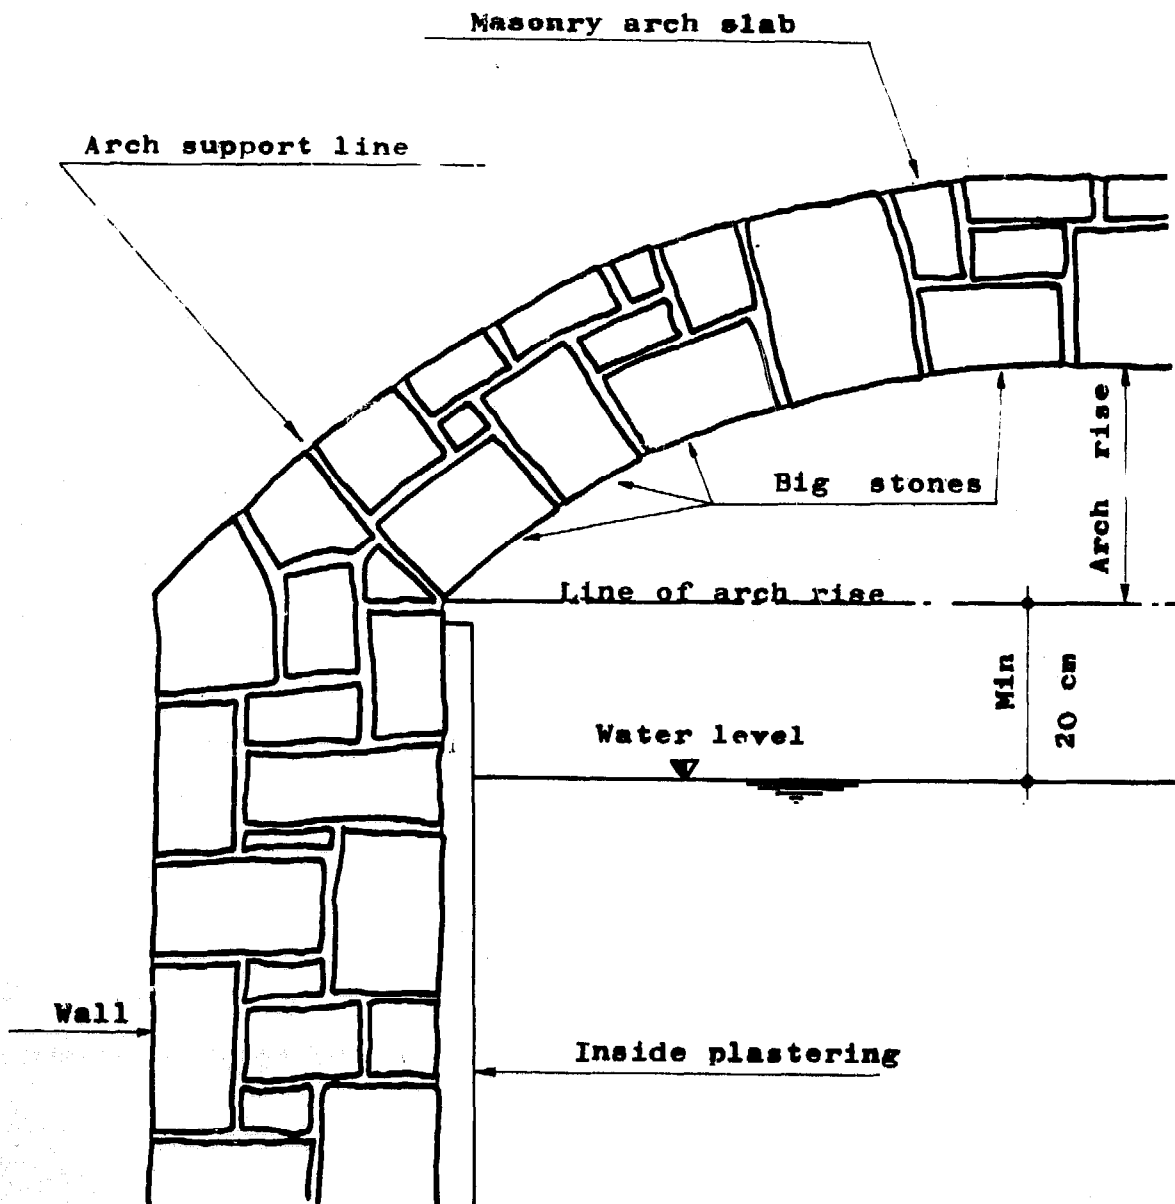 Masonry arch slab
Arch support line
Big stones
Arch rise
Line of arch rise
Min
20 cm
Water level
Wall
Inside plastering